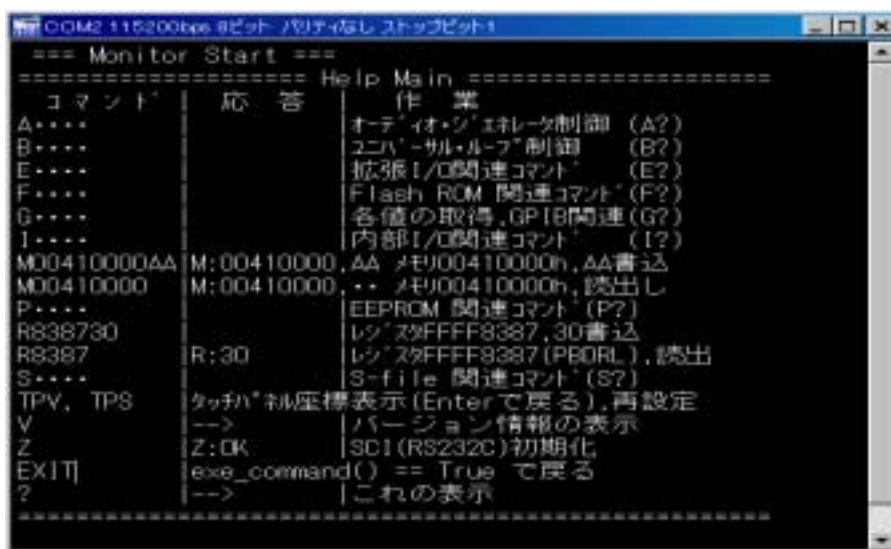 COM2 115200bps 8ビット パリティなし ストップビット1
=== Monitor Start ===
==================== Help Main =====================
コマンド | 応 答 | 作 業
A・・・・ | |オーディオ・ジェネレータ制御 (A?)
B・・・・ | |ユニバーサル・ループ制御 (B?)
E・・・・ | |拡張I/O関連コマンド (E?)
F・・・・ | |Flash ROM 関連コマンド(F?)
G・・・・ | |各値の取得,GPIB関連(G?)
I・・・・ | |内部I/O関連コマンド (I?)
M00410000AA|M:00410000,AA メモリ00410000h,AA書込
M00410000 |M:00410000,・・ メモリ00410000h,読出し
P・・・・ | |EEPROM 関連コマンド(P?)
R838730 | |レジスタFFFF8387,30書込
R8387 |R:30 |レジスタFFFF8387(PBDRL),読出
S・・・・ | |S-file 関連コマンド(S?)
TPV, TPS |タッチパネル座標表示(Enterで戻る),再設定
V |--> |バージョン情報の表示
Z |Z:OK |SCI(RS232C)初期化
EXIT |exe_command() == True で戻る
? |--> |これの表示
====================================================